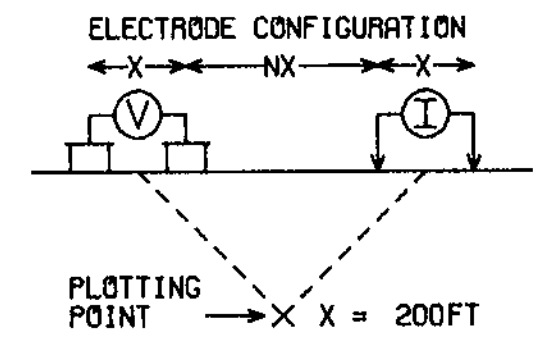 ELECTRODE CONFIGURATION
X NX X
V I
PLOTTING
POINT X X = 200FT